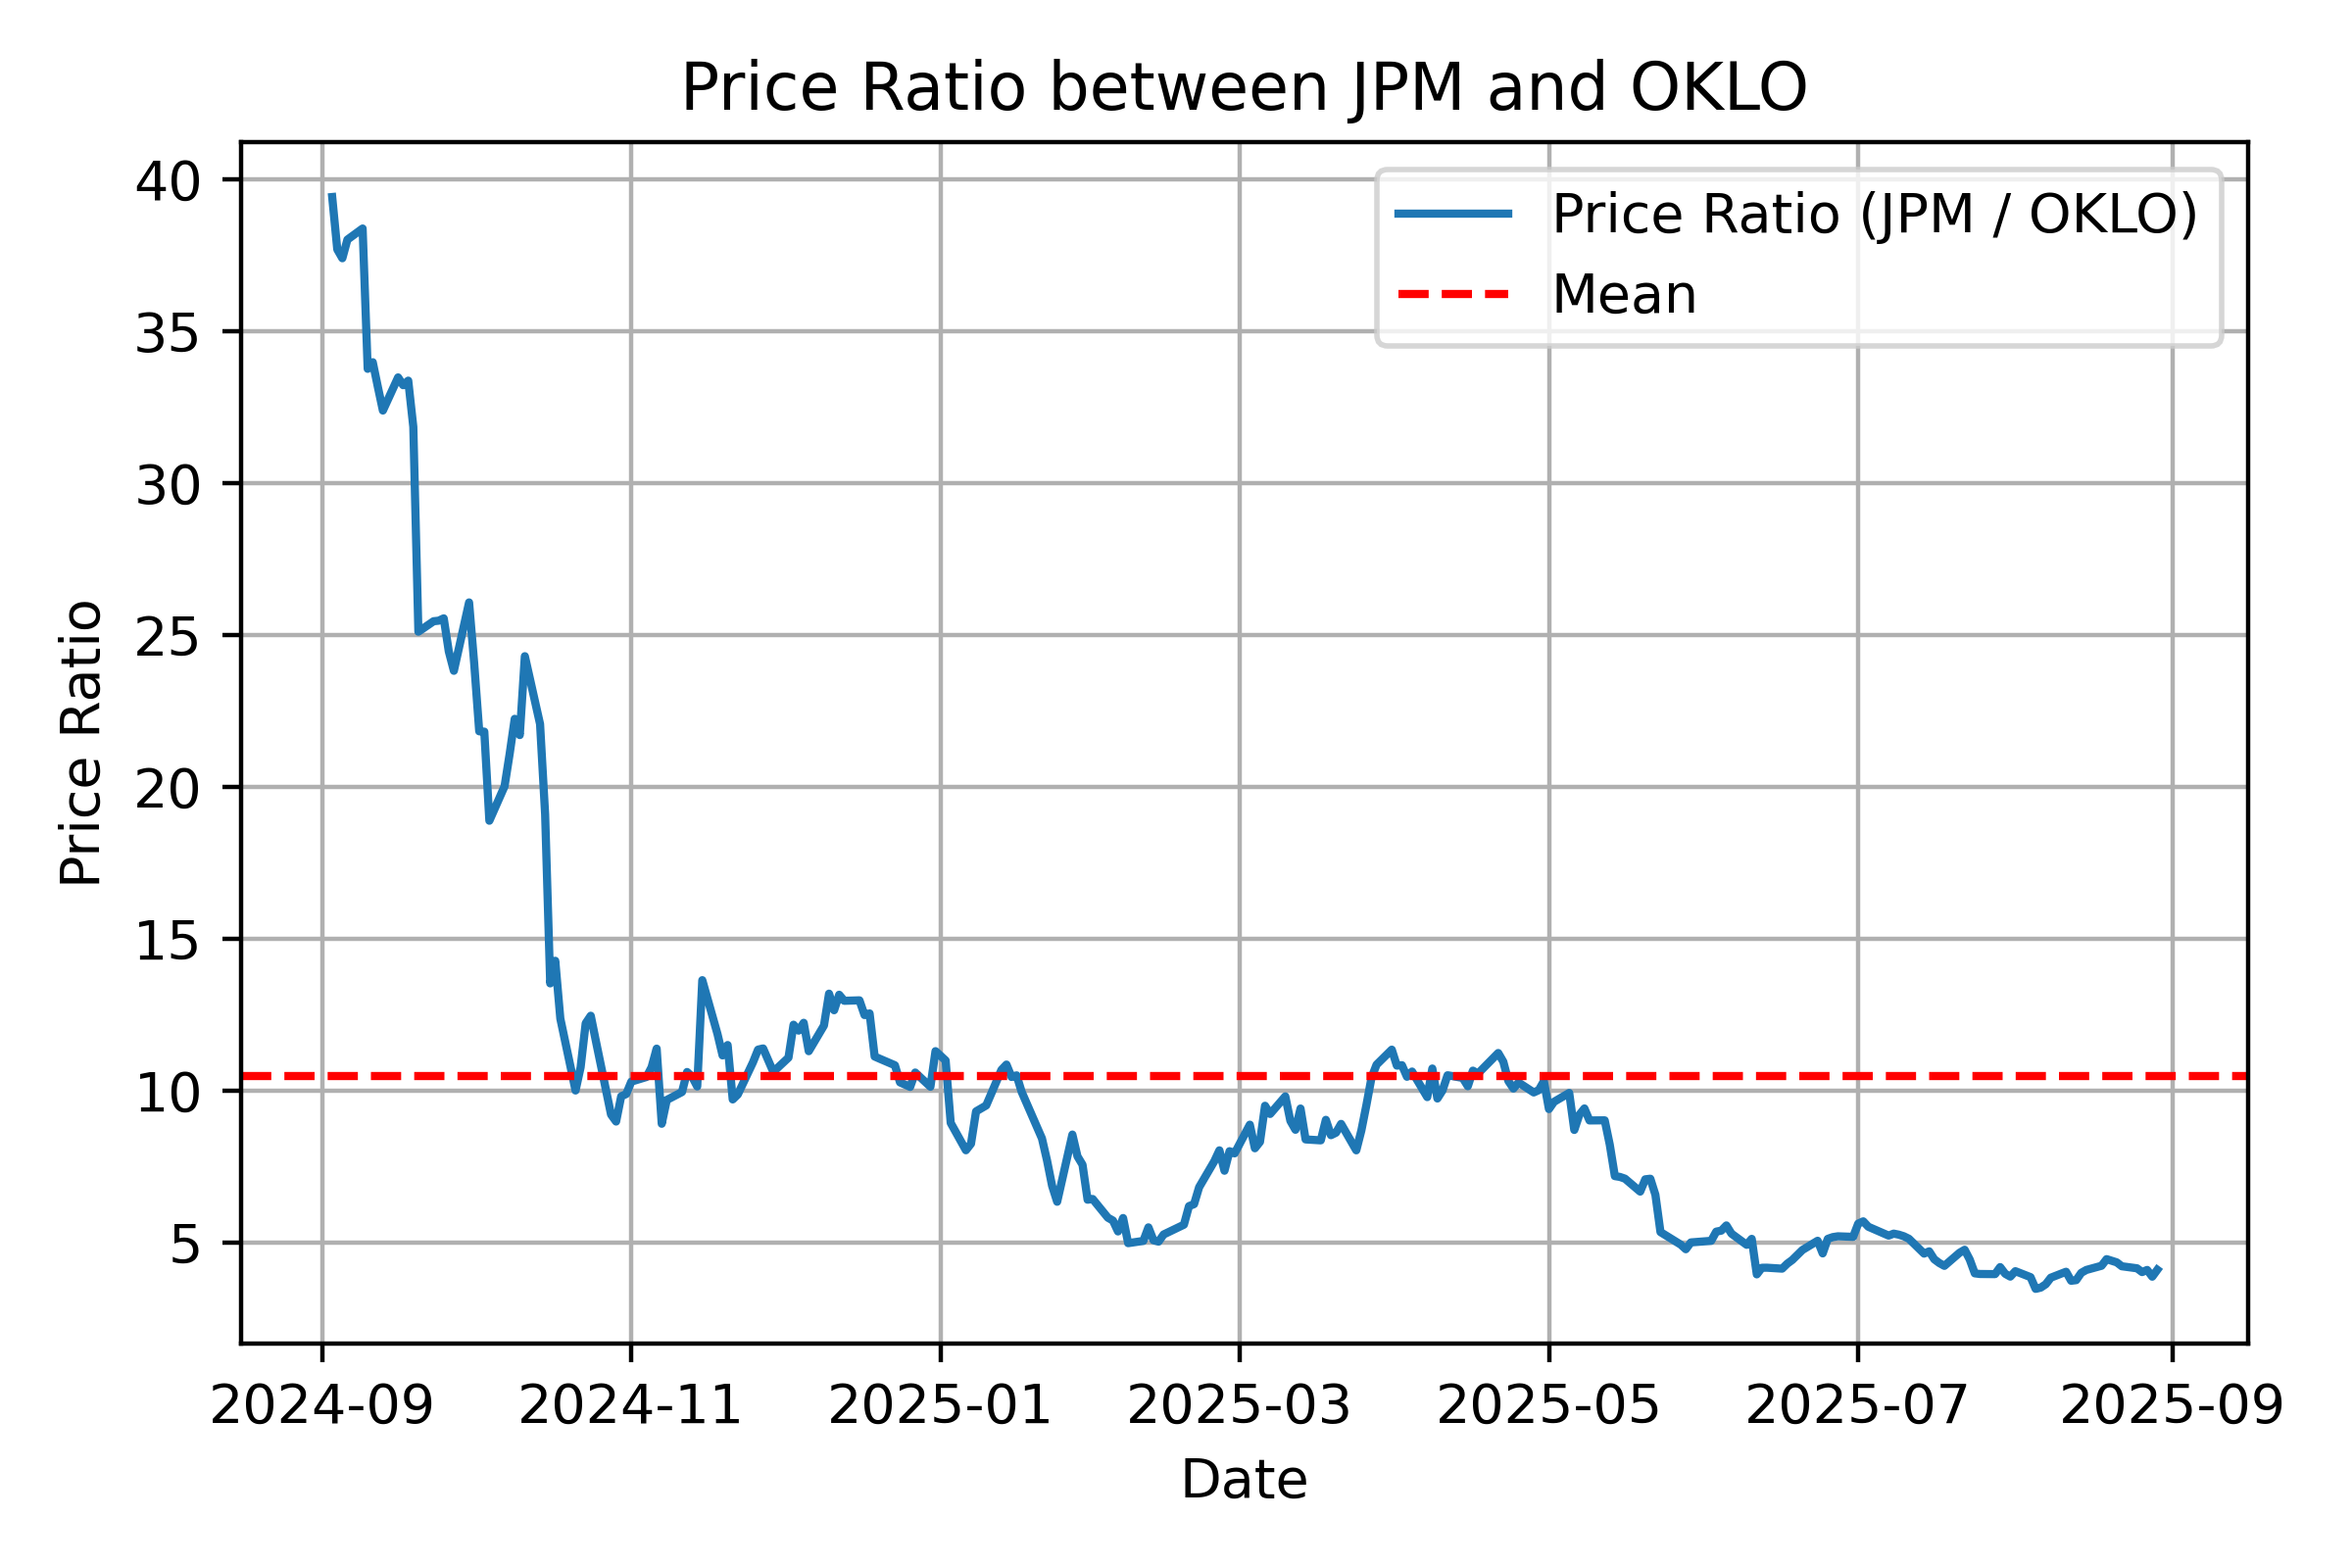 Price Ratio between JPM and OKLO
Price Ratio (JPM / OKLO)
Mean
Price Ratio
40
35
30
25
20
15
10
5
2024-09 2024-11 2025-01 2025-03 2025-05 2025-07 2025-09
Date